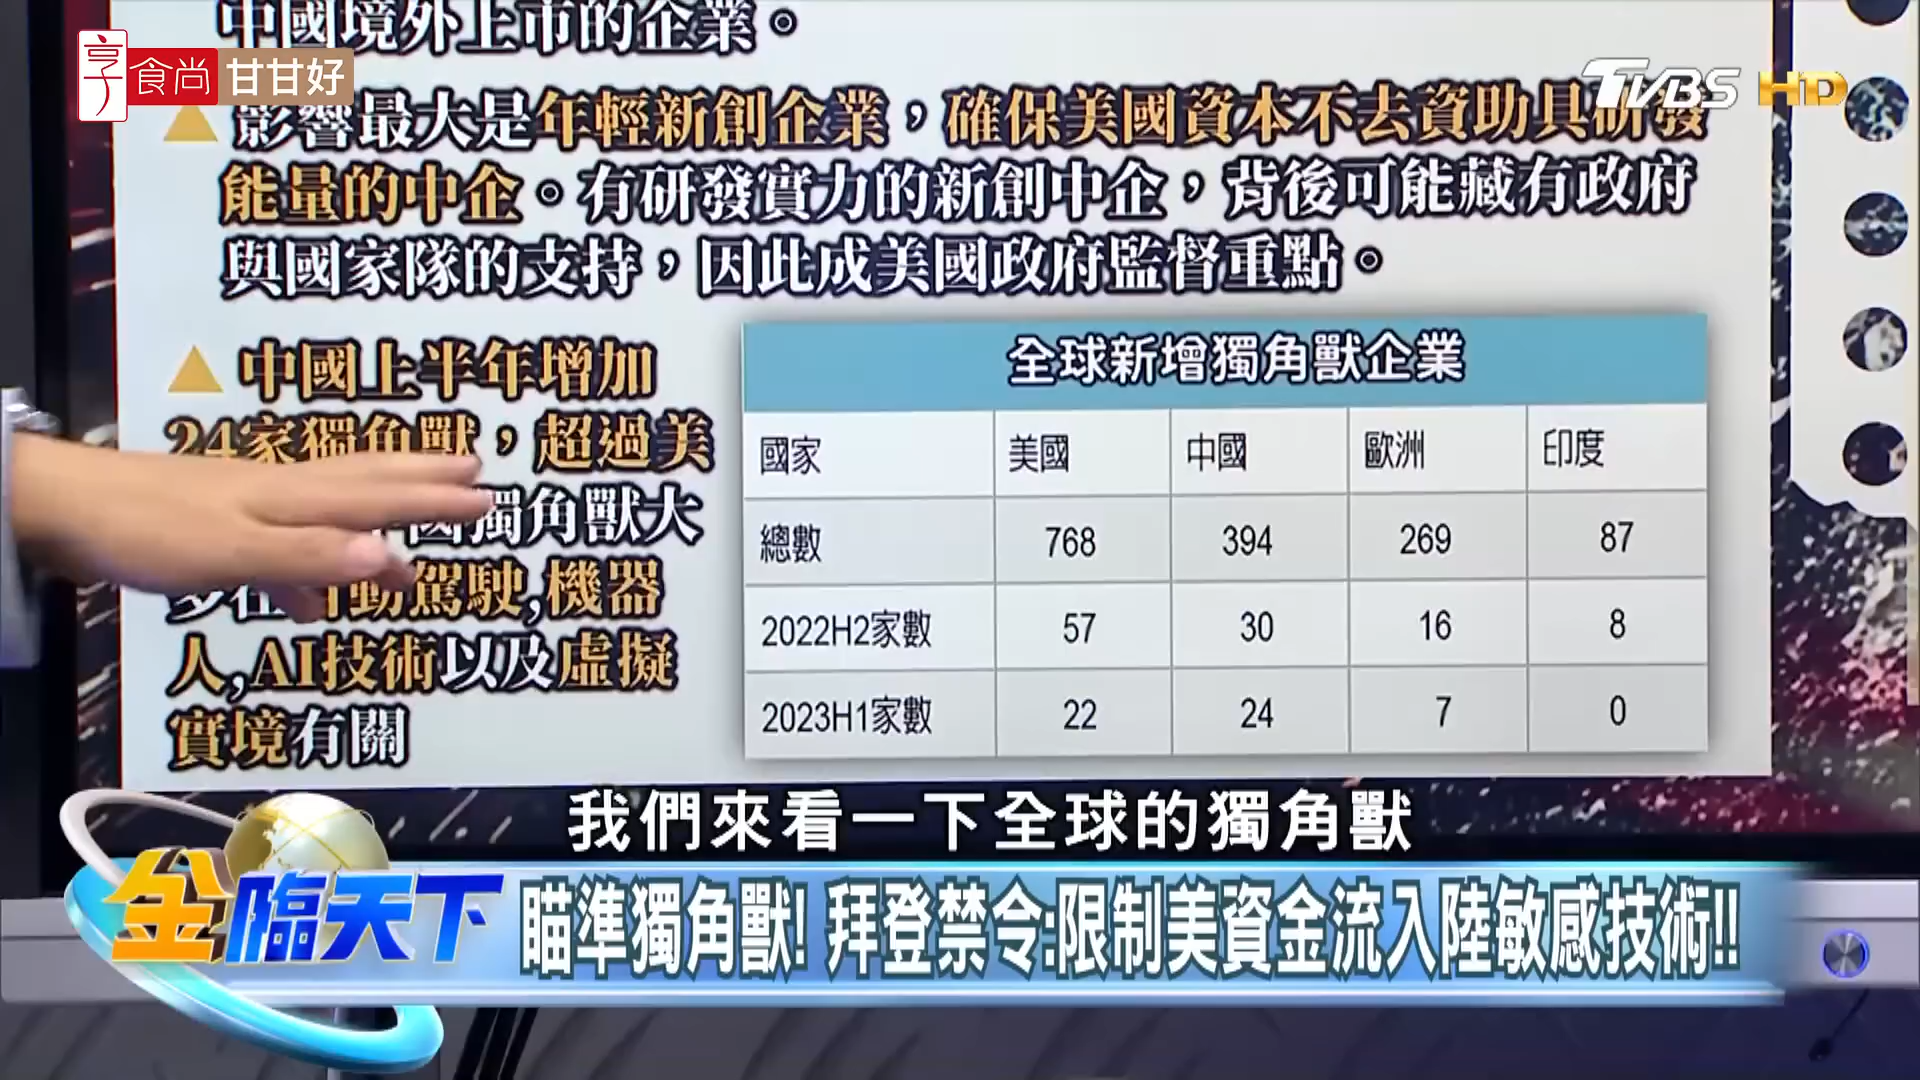 中國境外上市的企業。
享食尚 甘甘好
TVBS HD
影響最大是年輕新創企業，確保美國資本不去資助具研發
能量的中企。有研發實力的新創中企，背後可能藏有政府
與國家隊的支持，因此成美國政府監督重點。
中國上半年增加
24家獨角獸，超過美
國獨角獸大
動駕駛,機器
人,AI技術以及虛擬
實境有關
全球新增獨角獸企業
國家 美國 中國 歐洲 印度
總數 768 394 269 87
2022H2家數 57 30 16 8
2023H1家數 22 24 7 0
我們來看一下全球的獨角獸
金臨天下
瞄準獨角獸! 拜登禁令:限制美資金流入陸敏感技術!!